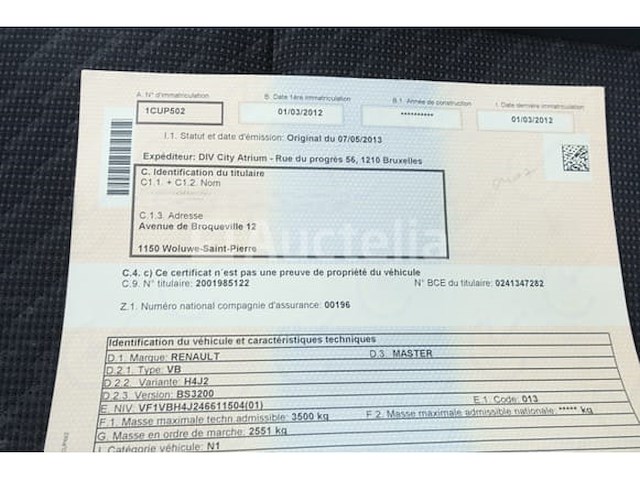 A. N° d'immatriculation B. Date 1ère immatriculation B.1. Année de construction I. Date dernière immatriculation
1CUP502 01/03/2012 ********** 01/03/2012
I.1. Statut et date d'émission: Original du 07/05/2013
Expéditeur: DIV City Atrium - Rue du progrès 56, 1210 Bruxelles
C. Identification du titulaire
C1.1. + C1.2. Nom
C.1.3. Adresse
Avenue de Broqueville 12
1150 Woluwe-Saint-Pierre
Auctelia
C.4. c) Ce certificat n'est pas une preuve de propriété du véhicule
C.9. N° titulaire: 2001985122 N° BCE du titulaire: 0241347282
Z.1. Numéro national compagnie d'assurance: 00196
Identification du véhicule et caractéristiques techniques
D.1. Marque: RENAULT D.3. MASTER
D.2.1. Type: VB
D.2.2. Variante: H4J2
D.2.3. Version: BS3200
E. NIV. VF1VBH4J246611504(01) E.1. Code: 013
F.1. Masse maximale techn.admissible: 3500 kg F 2. Masse maximale admissible nationale: ***** kg
G. Masse en ordre de marche: 2551 kg
J. Catégorie véhicule: N1